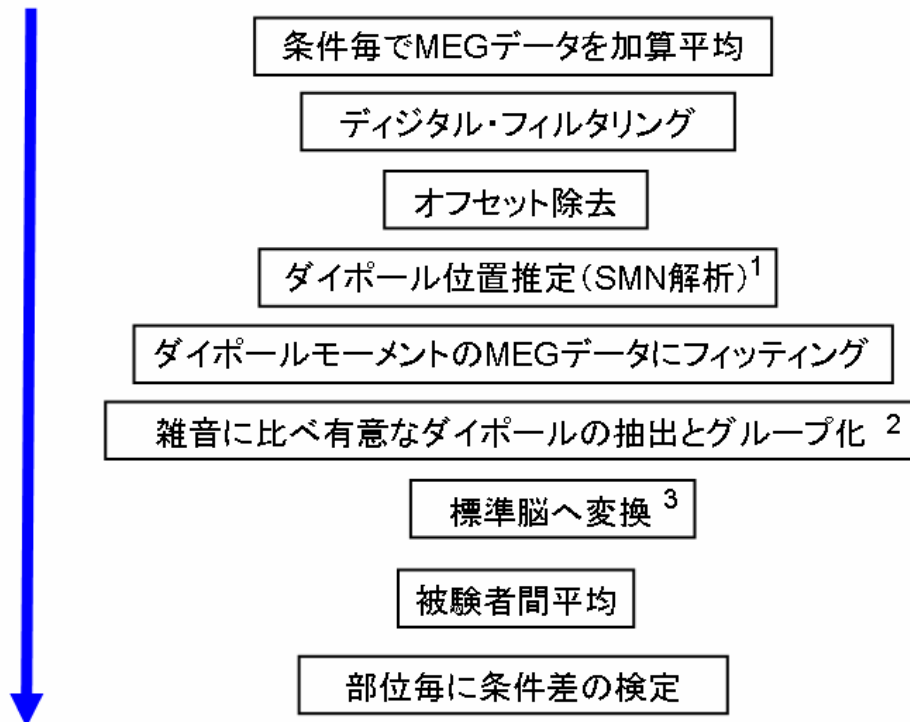 条件毎でMEGデータを加算平均
ディジタル・フィルタリング
オフセット除去
ダイポール位置推定(SMN解析)1
ダイポールモーメントのMEGデータにフィッティング
雑音に比べ有意なダイポールの抽出とグループ化 2
標準脳へ変換 3
被験者間平均
部位毎に条件差の検定